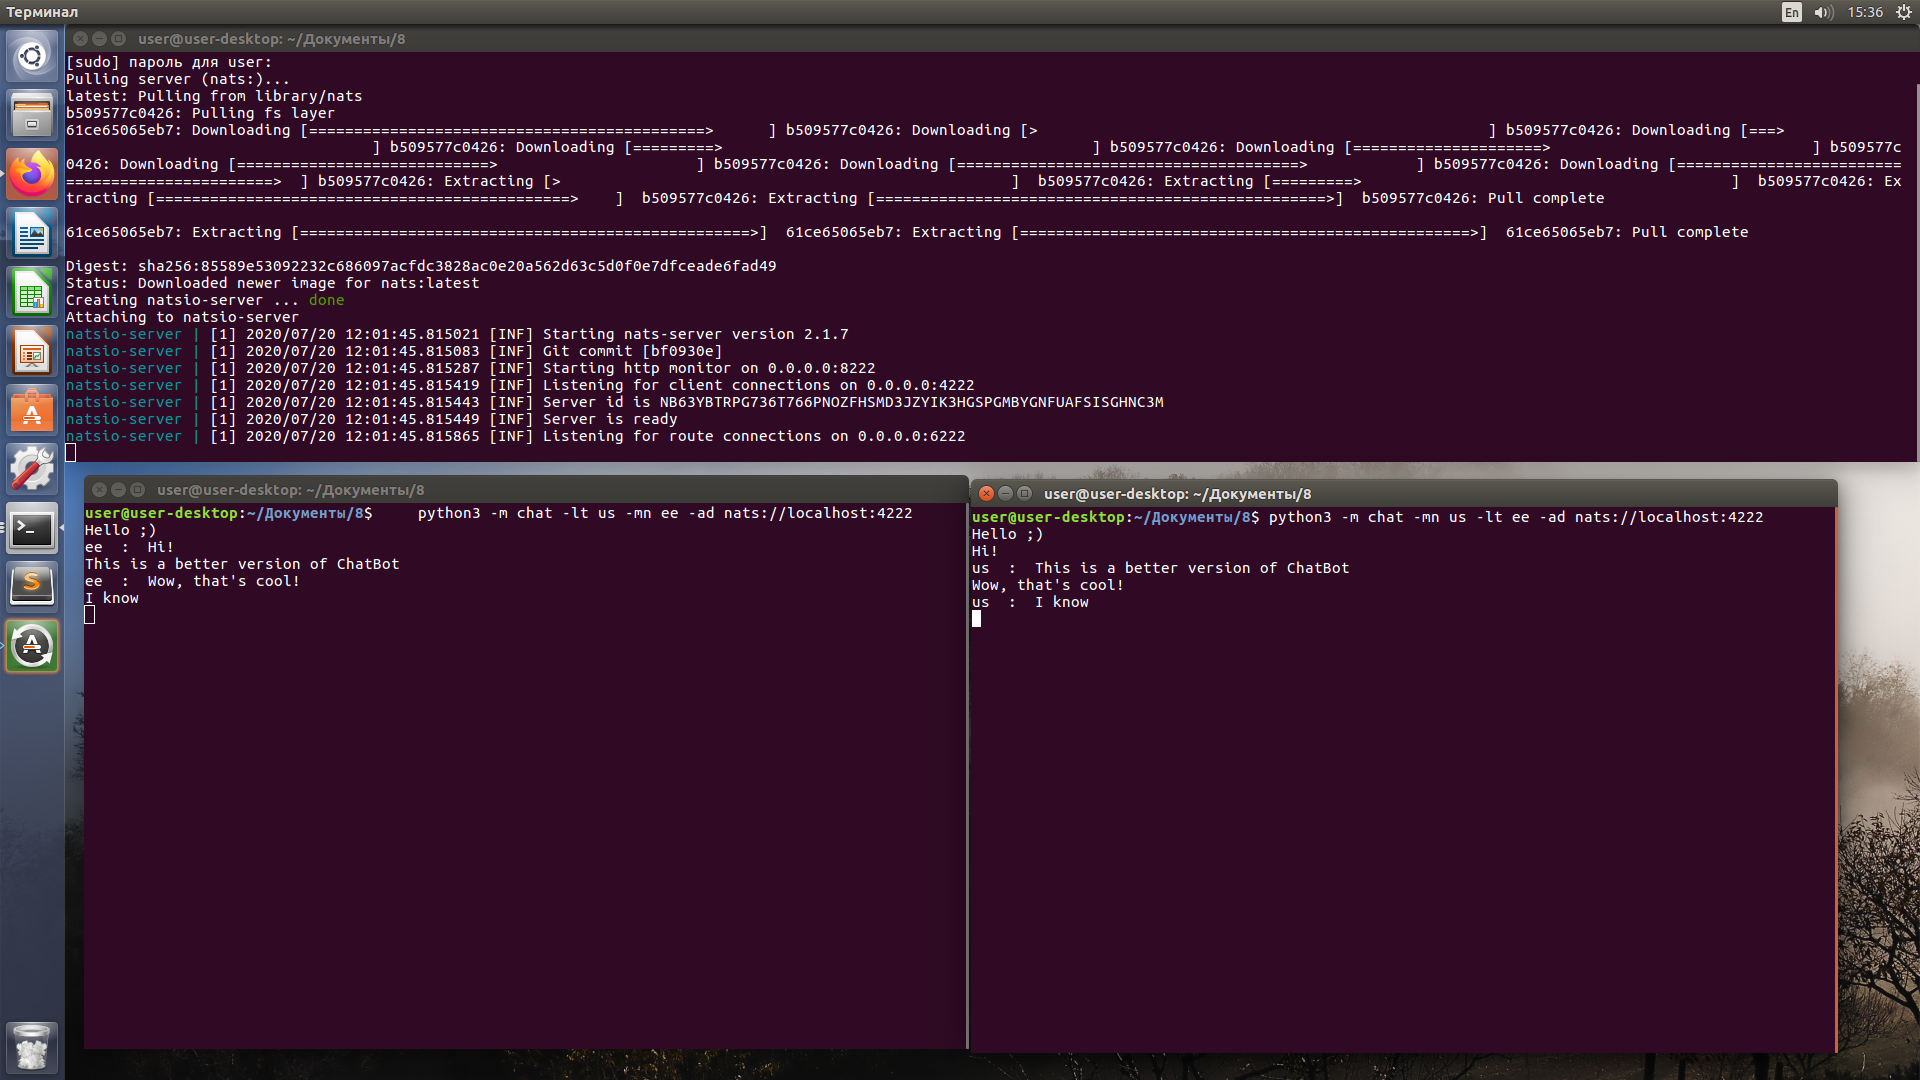 Терминал
En
15:36
user@user-desktop: ~/Документы/8
[sudo] пароль для user:
Pulling server (nats:)...
latest: Pulling from library/nats
b509577c0426: Pulling fs layer
61ce65065eb7: Downloading [============================================>      ] b509577c0426: Downloading [>                                                  ] b509577c0426: Downloading [===>
                                  ] b509577c0426: Downloading [=========>                                         ] b509577c0426: Downloading [=====================>                             ] b509577c
0426: Downloading [============================>                      ] b509577c0426: Downloading [======================================>            ] b509577c0426: Downloading [=========================
=======================>  ] b509577c0426: Extracting [>                                                  ]  b509577c0426: Extracting [=========>                                         ]  b509577c0426: Ex
tracting [==============================================>    ]  b509577c0426: Extracting [==================================================>]  b509577c0426: Pull complete
61ce65065eb7: Extracting [==================================================>]  61ce65065eb7: Extracting [==================================================>]  61ce65065eb7: Pull complete
Digest: sha256:85589e53092232c686097acfdc3828ac0e20a562d63c5d0f0e7dfceade6fad49
Status: Downloaded newer image for nats:latest
Creating natsio-server ... done
Attaching to natsio-server
natsio-server | [1] 2020/07/20 12:01:45.815021 [INF] Starting nats-server version 2.1.7
natsio-server | [1] 2020/07/20 12:01:45.815083 [INF] Git commit [bf0930e]
natsio-server | [1] 2020/07/20 12:01:45.815287 [INF] Starting http monitor on 0.0.0.0:8222
natsio-server | [1] 2020/07/20 12:01:45.815419 [INF] Listening for client connections on 0.0.0.0:4222
natsio-server | [1] 2020/07/20 12:01:45.815443 [INF] Server id is NB63YBTRPG736T766PNOZFHSMD3JZYIK3HGSPGMBYGNFUAFSISGHNC3M
natsio-server | [1] 2020/07/20 12:01:45.815449 [INF] Server is ready
natsio-server | [1] 2020/07/20 12:01:45.815865 [INF] Listening for route connections on 0.0.0.0:6222
user@user-desktop: ~/Документы/8
user@user-desktop:~/Документы/8$     python3 -m chat -lt us -mn ee -ad nats://localhost:4222
Hello ;)
ee  :  Hi!
This is a better version of ChatBot
ee  :  Wow, that's cool!
I know
user@user-desktop: ~/Документы/8
user@user-desktop:~/Документы/8$ python3 -m chat -mn us -lt ee -ad nats://localhost:4222
Hello ;)
Hi!
us  :  This is a better version of ChatBot
Wow, that's cool!
us  :  I know